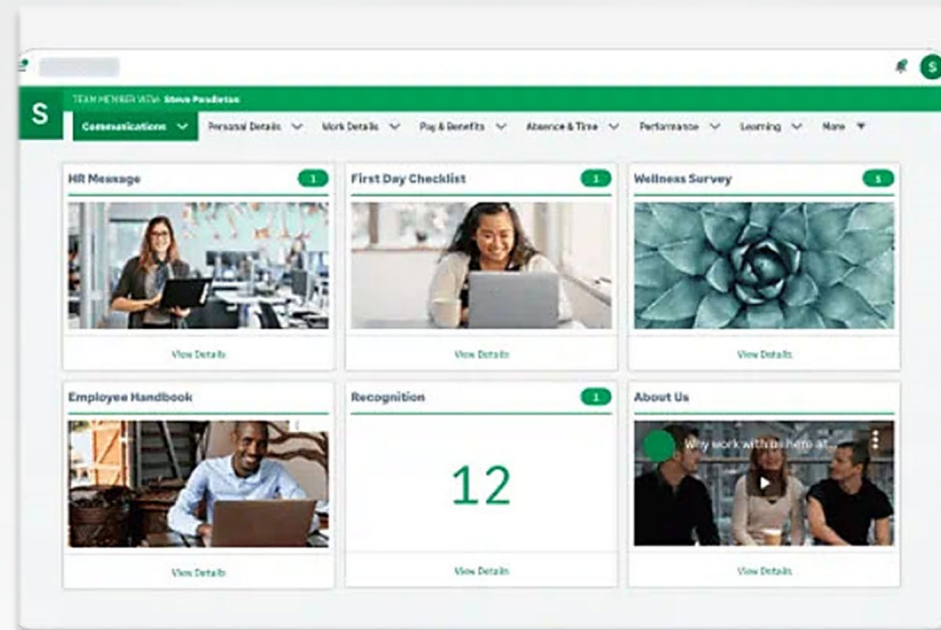 S
TEAM MEMBER VIEW: Steve Pendleton
S
Communications Personal Details Work Details Pay & Benefits Absence & Time Performance Learning More
HR Message 1 First Day Checklist 1 Wellness Survey
View Details View Details View Details
Employee Handbook Recognition 1 About Us
12 Why work with us here at...
View Details View Details View Details